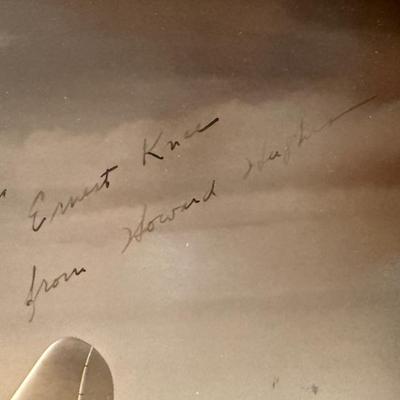 Ernest Knee
from Howard Hughes